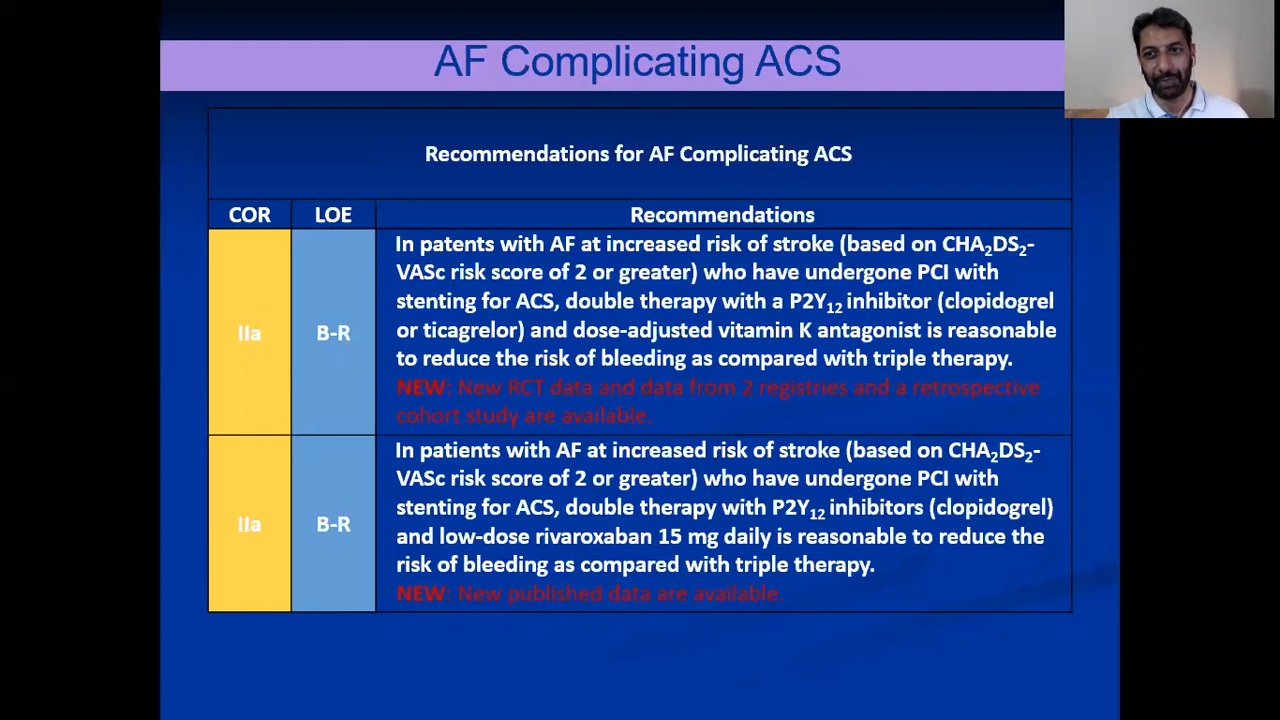 AF Complicating ACS
Recommendations for AF Complicating ACS
COR LOE Recommendations
IIa B-R
In patents with AF at increased risk of stroke (based on CHA₂DS₂-
VASc risk score of 2 or greater) who have undergone PCI with
stenting for ACS, double therapy with a P2Y₁₂ inhibitor (clopidogrel
or ticagrelor) and dose-adjusted vitamin K antagonist is reasonable
to reduce the risk of bleeding as compared with triple therapy.
NEW: New RCT data and data from 2 registries and a retrospective
cohort study are available.
IIa B-R
In patients with AF at increased risk of stroke (based on CHA₂DS₂-
VASc risk score of 2 or greater) who have undergone PCI with
stenting for ACS, double therapy with P2Y₁₂ inhibitors (clopidogrel)
and low-dose rivaroxaban 15 mg daily is reasonable to reduce the
risk of bleeding as compared with triple therapy.
NEW: New published data are available.